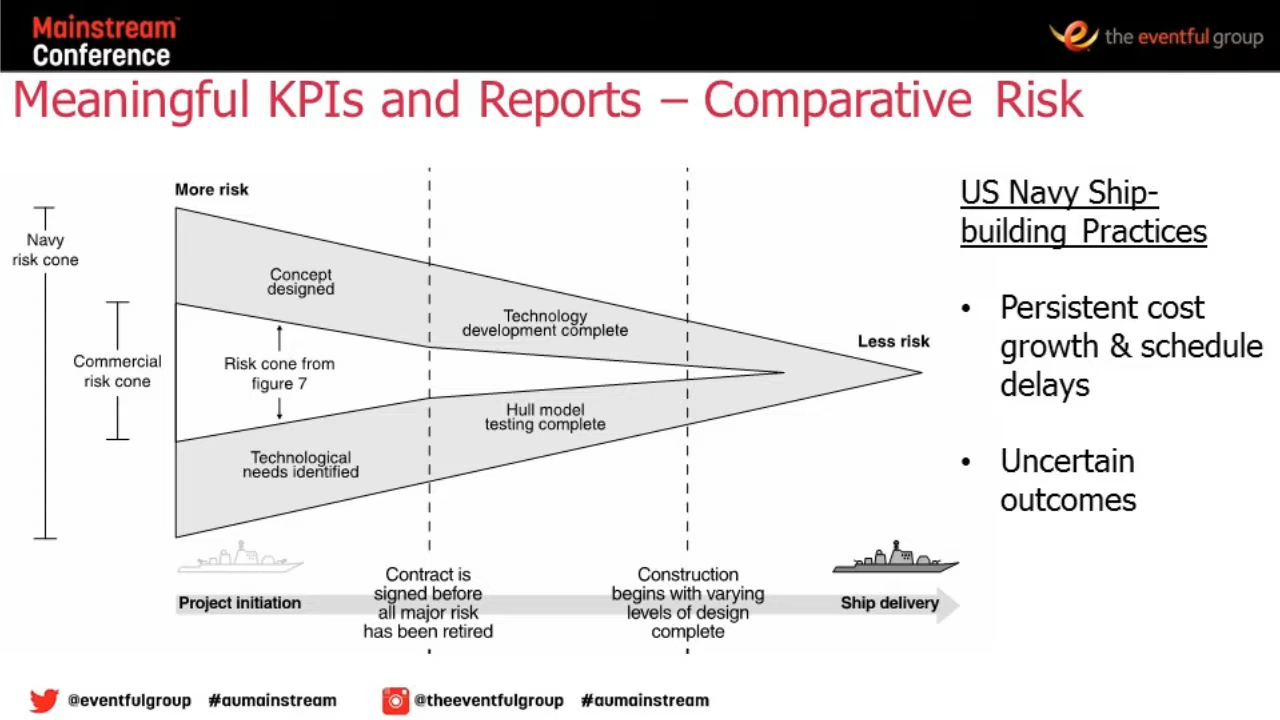 Mainstream
Conference
the eventful group
Meaningful KPIs and Reports – Comparative Risk
More risk
Navy
risk cone
Commercial
risk cone
Concept
designed
Risk cone from
figure 7
Technological
needs identified
Technology
development complete
Hull model
testing complete
Less risk
Project initiation
Contract is
signed before
all major risk
has been retired
Construction
begins with varying
levels of design
complete
Ship delivery
US Navy Ship-
building Practices
• Persistent cost
growth & schedule
delays
• Uncertain
outcomes
@eventfulgroup #aumainstream
@theeventfulgroup #aumainstream